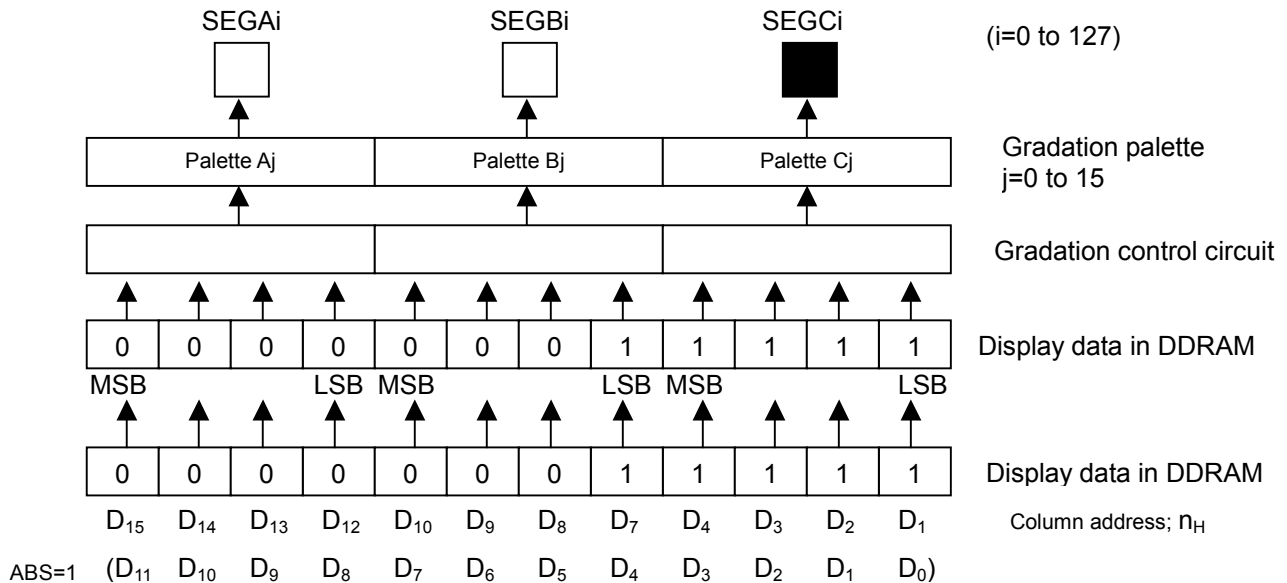 SEGAi SEGBi SEGCi
(i=0 to 127)
Palette Aj Palette Bj Palette Cj
Gradation palette
j=0 to 15
Gradation control circuit
0 0 0 0 0 0 0 1 1 1 1 1 Display data in DDRAM
MSB LSB MSB LSB MSB LSB
0 0 0 0 0 0 0 1 1 1 1 1 Display data in DDRAM
D15 D14 D13 D12 D10 D9 D8 D7 D4 D3 D2 D1 Column address; nH
ABS=1 (D11 D10 D9 D8 D7 D6 D5 D4 D3 D2 D1 D0)